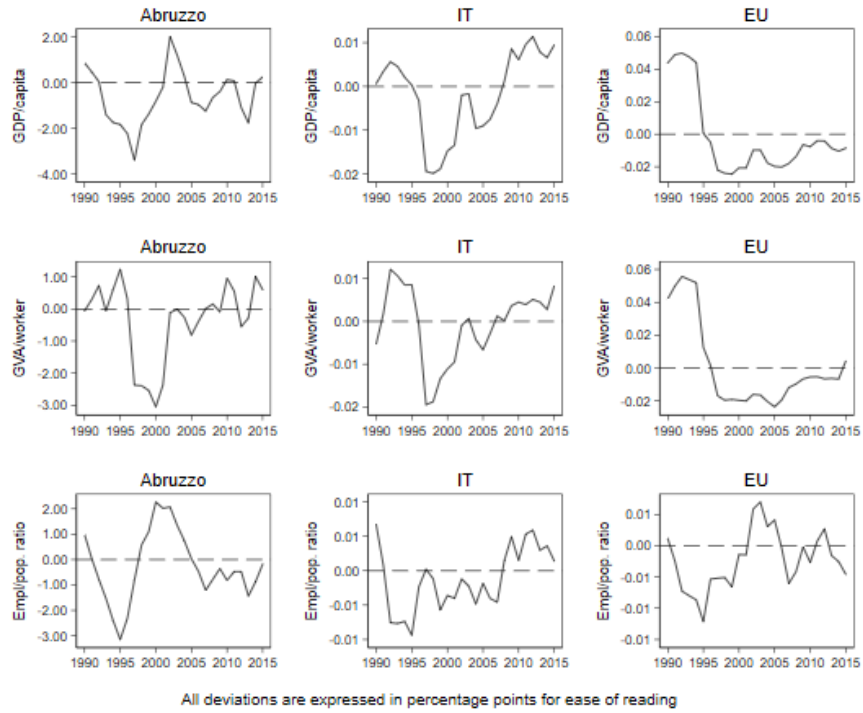 Abruzzo IT EU
GDP/capita
2.00
0.00
-2.00
-4.00
1990 1995 2000 2005 2010 2015
GDP/capita
0.01
0.00
-0.01
-0.02
1990 1995 2000 2005 2010 2015
GDP/capita
0.06
0.04
0.02
0.00
-0.02
1990 1995 2000 2005 2010 2015
Abruzzo IT EU
GVA/worker
1.00
0.00
-1.00
-2.00
-3.00
1990 1995 2000 2005 2010 2015
GVA/worker
0.01
0.00
-0.01
-0.02
1990 1995 2000 2005 2010 2015
GVA/worker
0.06
0.04
0.02
0.00
-0.02
1990 1995 2000 2005 2010 2015
Abruzzo IT EU
Empl/pop. ratio
2.00
1.00
0.00
-1.00
-2.00
-3.00
1990 1995 2000 2005 2010 2015
Empl/pop. ratio
0.01
0.01
0.00
-0.01
-0.01
1990 1995 2000 2005 2010 2015
Empl/pop. ratio
0.01
0.00
-0.01
-0.01
1990 1995 2000 2005 2010 2015
All deviations are expressed in percentage points for ease of reading